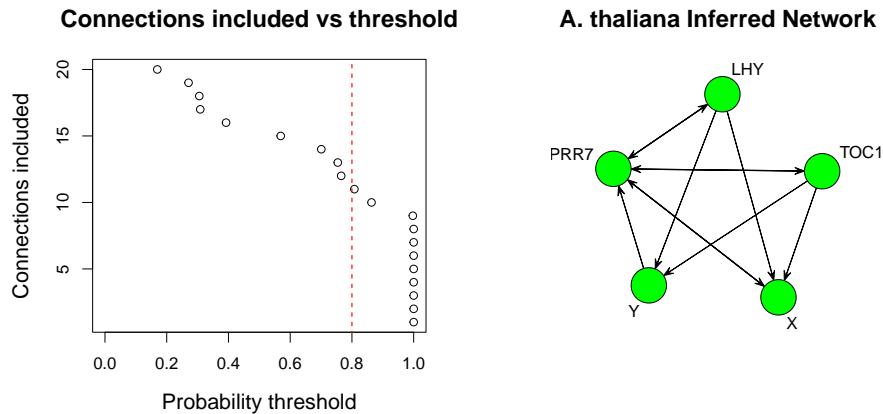 Connections included vs threshold
Connections included
20
15
10
5
0.0 0.2 0.4 0.6 0.8 1.0
Probability threshold
A. thaliana Inferred Network
LHY
PRR7
TOC1
Y
X